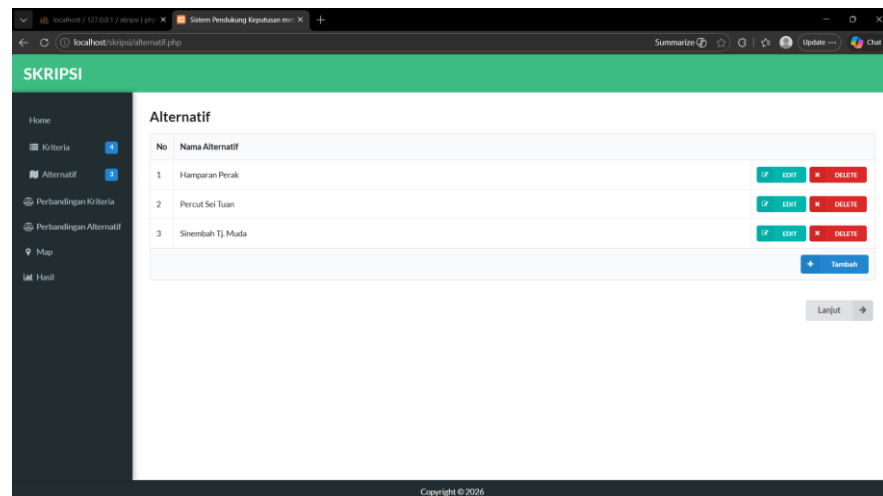 localhost / 127.0.0.1 / skripsi | ph
Sistem Pendukung Keputusan met
localhost/skripsi/alternatif.php
Summarize
Update
Chat
SKRIPSI
Home
Kriteria 4
Alternatif 3
Perbandingan Kriteria
Perbandingan Alternatif
Map
Hasil
Alternatif
No Nama Alternatif
1 Hamparan Perak EDIT DELETE
2 Percut Sei Tuan EDIT DELETE
3 Sinembah Tj. Muda EDIT DELETE
+ Tambah
Lanjut
Copyright © 2026